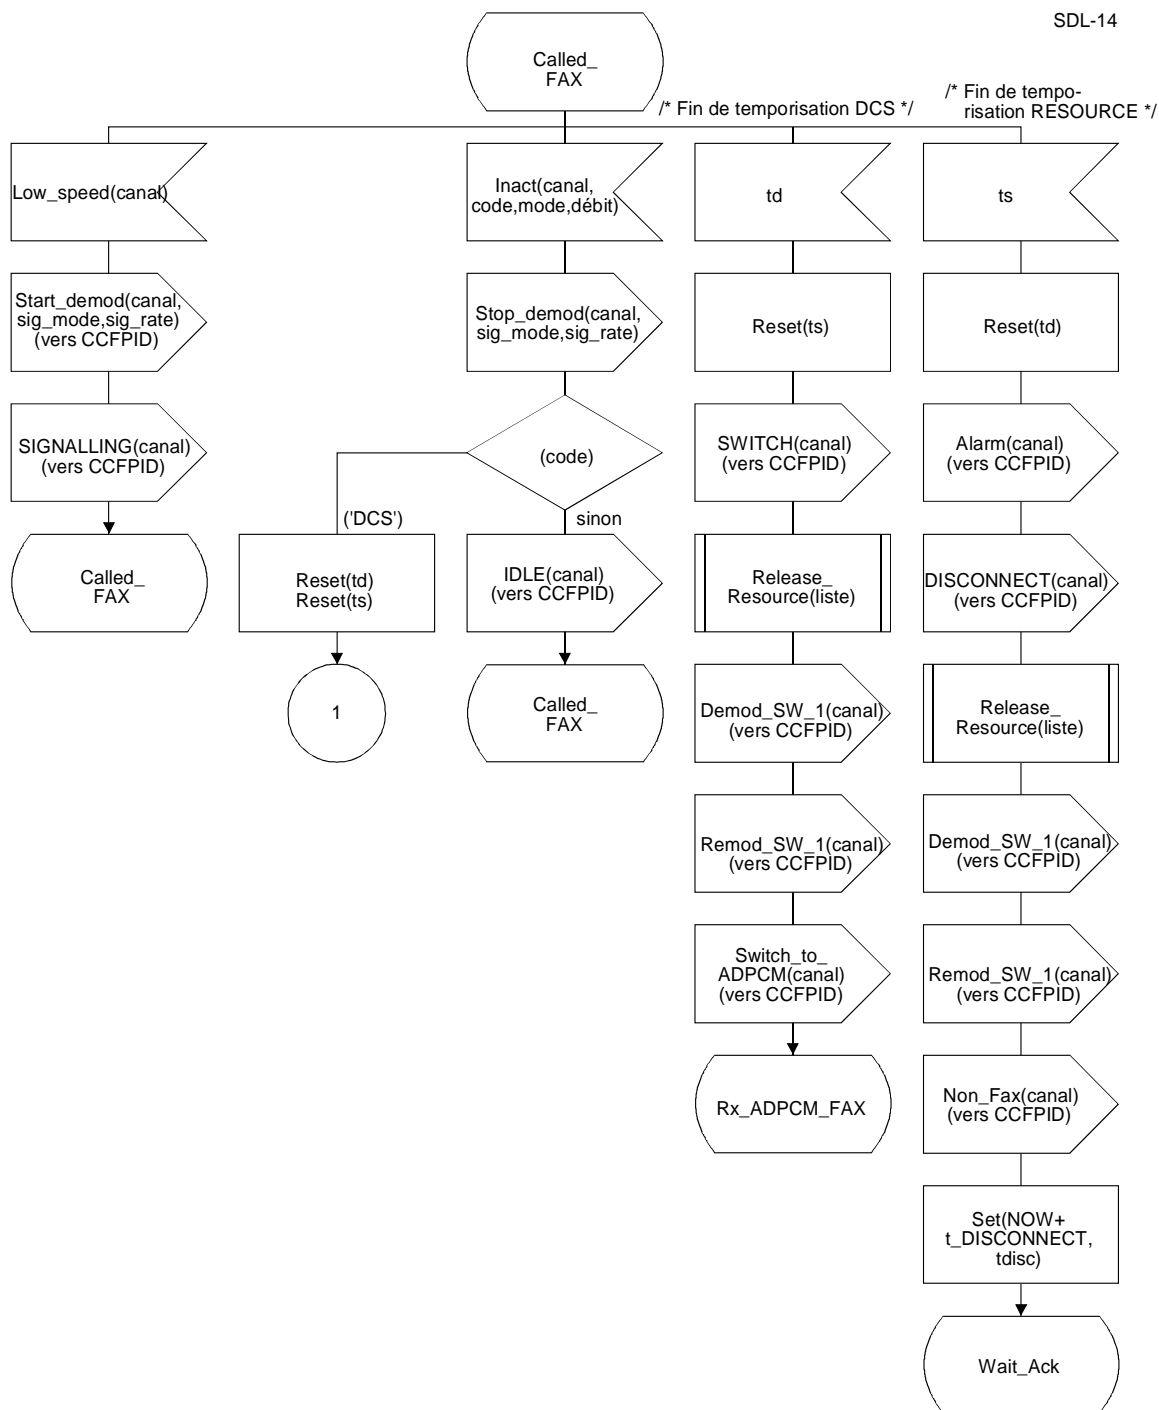 SDL-14
Called_
FAX
/* Fin de temporisation DCS */
/* Fin de tempo-
risation RESOURCE */
Low_speed(canal)
Inact(canal,
code,mode,débit)
td
ts
Start_demod(canal,
sig_mode,sig_rate)
(vers CCFPID)
Stop_demod(canal,
sig_mode,sig_rate)
Reset(ts)
Reset(td)
SIGNALLING(canal)
(vers CCFPID)
(code)
SWITCH(canal)
(vers CCFPID)
Alarm(canal)
(vers CCFPID)
('DCS')
sinon
Called_
FAX
Reset(td)
Reset(ts)
IDLE(canal)
(vers CCFPID)
Release_
Resource(liste)
DISCONNECT(canal)
(vers CCFPID)
1
Called_
FAX
Demod_SW_1(canal)
(vers CCFPID)
Release_
Resource(liste)
Remod_SW_1(canal)
(vers CCFPID)
Demod_SW_1(canal)
(vers CCFPID)
Switch_to_
ADPCM(canal)
(vers CCFPID)
Remod_SW_1(canal)
(vers CCFPID)
Rx_ADPCM_FAX
Non_Fax(canal)
(vers CCFPID)
Set(NOW+
t_DISCONNECT,
tdisc)
Wait_Ack